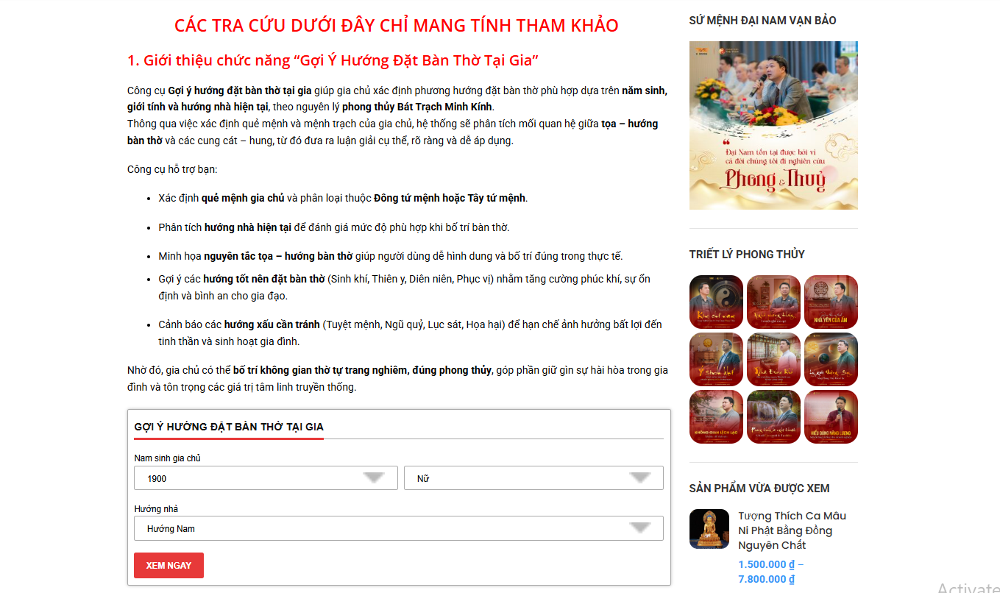 CÁC TRA CỨU DƯỚI ĐÂY CHỈ MANG TÍNH THAM KHẢO
1. Giới thiệu chức năng “Gợi Ý Hướng Đặt Bàn Thờ Tại Gia”
Công cụ Gợi ý hướng đặt bàn thờ tại gia giúp gia chủ xác định phương hướng đặt bàn thờ phù hợp dựa trên năm sinh,
giới tính và hướng nhà hiện tại, theo nguyên lý phong thủy Bát Trạch Minh Kính.
Thông qua việc xác định quẻ mệnh và mệnh trạch của gia chủ, hệ thống sẽ phân tích mối quan hệ giữa tọa – hướng
bàn thờ và các cung cát – hung, từ đó đưa ra luận giải cụ thể, rõ ràng và dễ áp dụng.
Công cụ hỗ trợ bạn:
• Xác định quẻ mệnh gia chủ và phân loại thuộc Đông tứ mệnh hoặc Tây tứ mệnh.
• Phân tích hướng nhà hiện tại để đánh giá mức độ phù hợp khi bố trí bàn thờ.
• Minh họa nguyên tắc tọa – hướng bàn thờ giúp người dùng dễ hình dung và bố trí đúng trong thực tế.
• Gợi ý các hướng tốt nên đặt bàn thờ (Sinh khí, Thiên y, Diên niên, Phục vị) nhằm tăng cường phúc khí, sự ổn
định và bình an cho gia đạo.
• Cảnh báo các hướng xấu cần tránh (Tuyệt mệnh, Ngũ quỷ, Lục sát, Họa hại) để hạn chế ảnh hưởng bất lợi đến
tinh thần và sinh hoạt gia đình.
Nhờ đó, gia chủ có thể bố trí không gian thờ tự trang nghiêm, đúng phong thủy, góp phần giữ gìn sự hài hòa trong gia
đình và tôn trọng các giá trị tâm linh truyền thống.
GỢI Ý HƯỚNG ĐẶT BÀN THỜ TẠI GIA
Nam sinh gia chủ
1900
Nữ
Hướng nhà
Hướng Nam
XEM NGAY
SỨ MỆNH ĐẠI NAM VẠN BẢO
Đại Nam tồn tại được bởi vì
cả đời chúng tôi đi nghiên cứu
Phong & Thuỷ
TRIẾT LÝ PHONG THỦY
NHÀ YÊN CỬA ẤM
KHÔNG GIAN LỆCH LẠC
HIỂU ĐÚNG NĂNG LƯỢNG
SẢN PHẨM VỪA ĐƯỢC XEM
Tượng Thích Ca Mâu
Ni Phật Bằng Đồng
Nguyên Chất
1.500.000 ₫ –
7.800.000 ₫
Activate